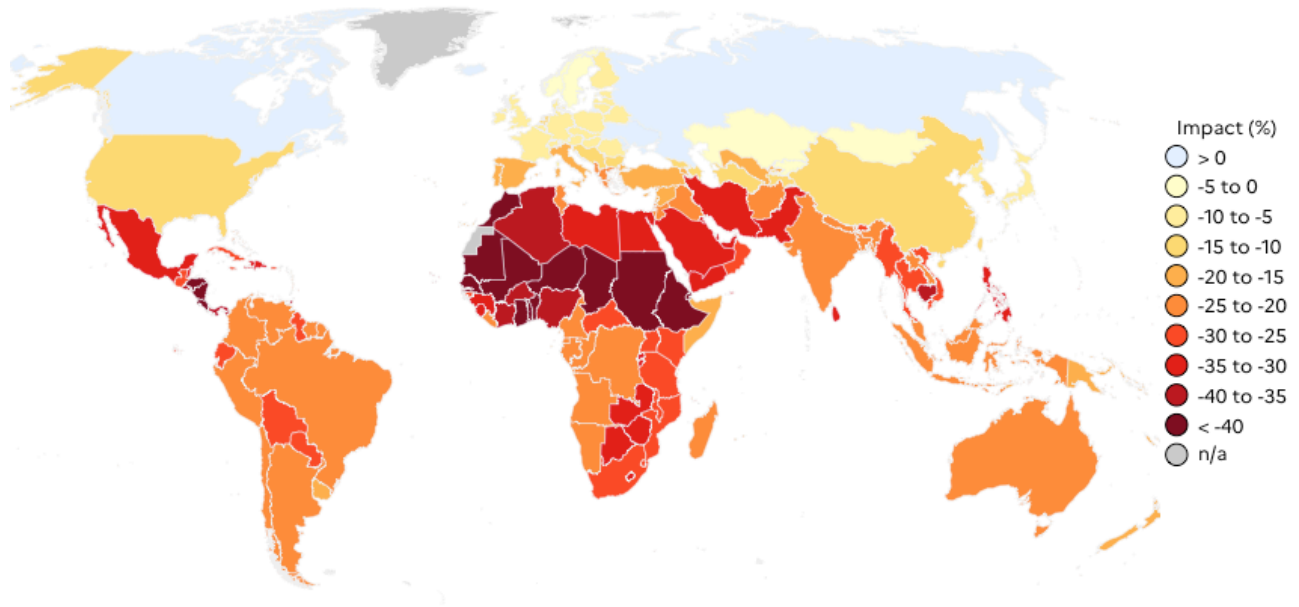 Impact (%)
> 0
-5 to 0
-10 to -5
-15 to -10
-20 to -15
-25 to -20
-30 to -25
-35 to -30
-40 to -35
< -40
n/a